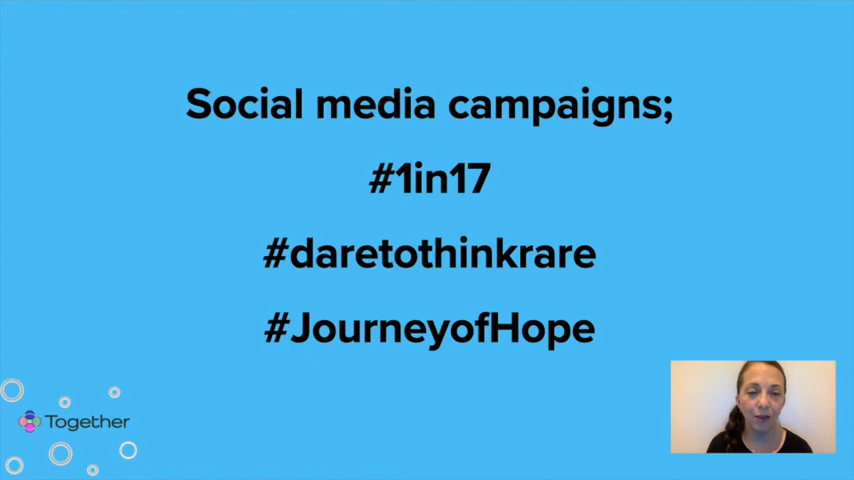 Social media campaigns;
#1in17
#daretothinkrare
#JourneyofHope
Together